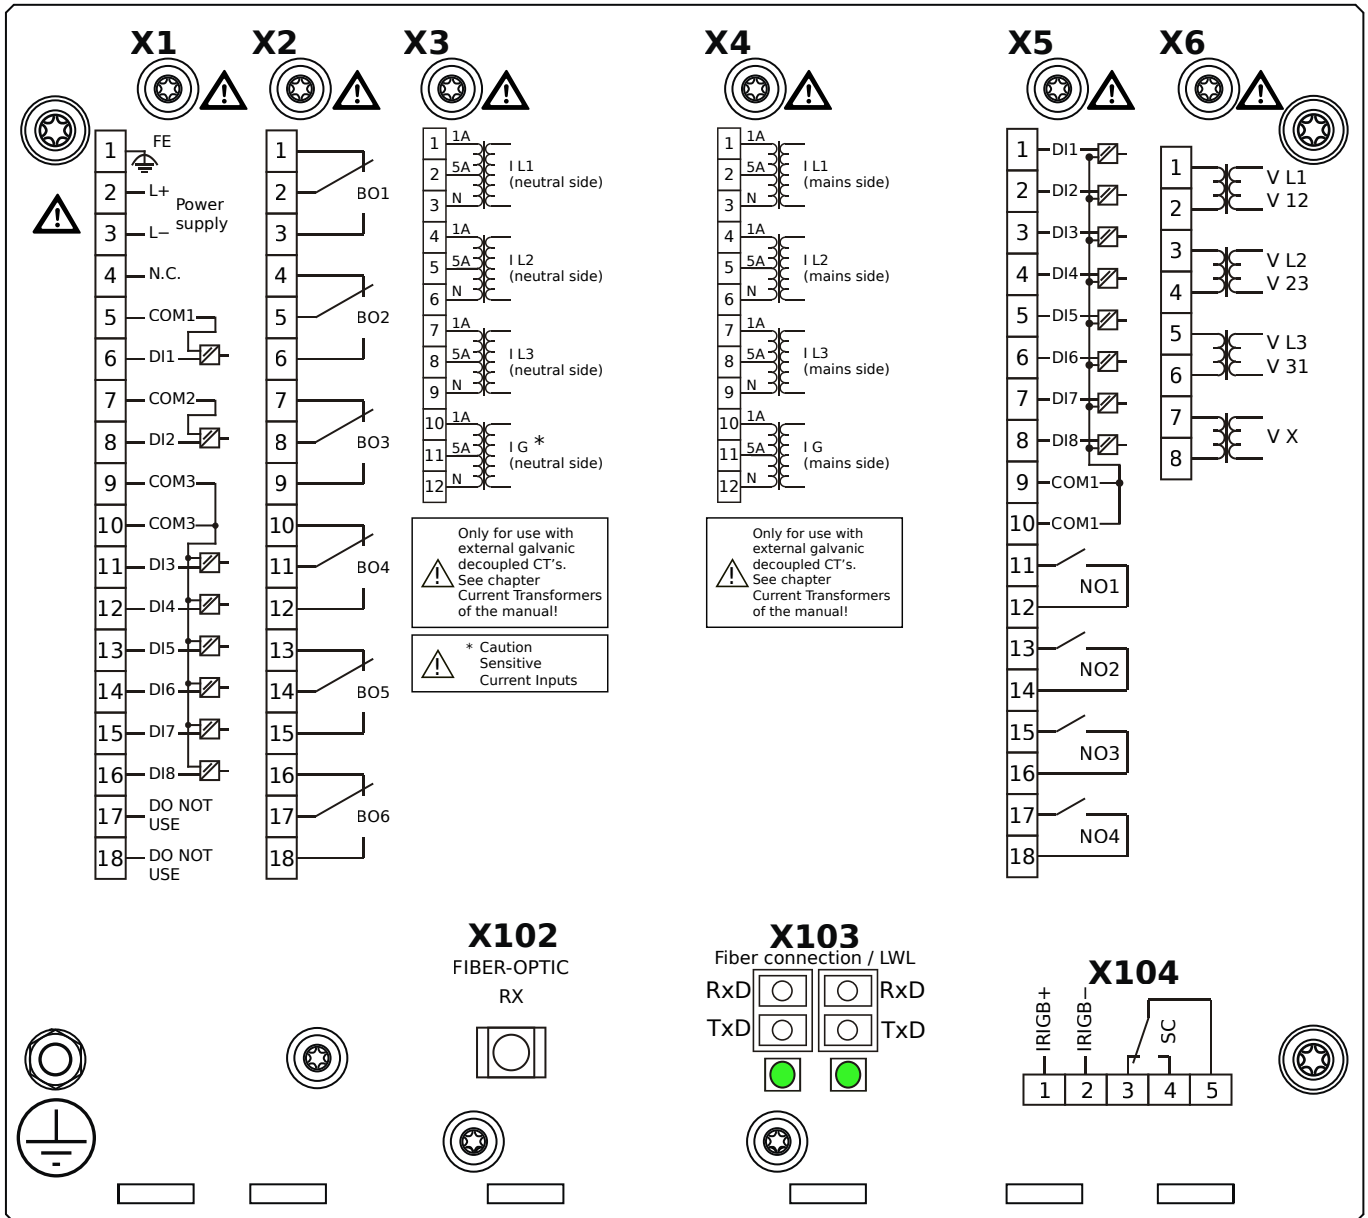 X1
X2
X3
X4
X5
X6
1 FE
2 L+
Power
supply
3 L−
4 N.C.
5 COM1
6 DI1
7 COM2
8 DI2
9 COM3
10 COM3
11 DI3
12 DI4
13 DI5
14 DI6
15 DI7
16 DI8
17 DO NOT
USE
18 DO NOT
USE
1
2 BO1
3
4
5 BO2
6
7
8 BO3
9
10
11 BO4
12
13
14 BO5
15
16
17 BO6
18
1 1A
2 5A
3 N
I L1
(neutral side)
4 1A
5 5A
6 N
I L2
(neutral side)
7 1A
8 5A
9 N
I L3
(neutral side)
10 1A
11 5A
12 N
I G *
(neutral side)
Only for use with
external galvanic
decoupled CT's.
See chapter
Current Transformers
of the manual!
* Caution
Sensitive
Current Inputs
1 1A
2 5A
3 N
I L1
(mains side)
4 1A
5 5A
6 N
I L2
(mains side)
7 1A
8 5A
9 N
I L3
(mains side)
10 1A
11 5A
12 N
I G
(mains side)
Only for use with
external galvanic
decoupled CT's.
See chapter
Current Transformers
of the manual!
1 DI1
2 DI2
3 DI3
4 DI4
5 DI5
6 DI6
7 DI7
8 DI8
9 COM1
10 COM1
11
NO1
12
13
NO2
14
15
NO3
16
17
NO4
18
1 V L1
2 V 12
3 V L2
4 V 23
5 V L3
6 V 31
7
V X
8
X102
FIBER-OPTIC
RX
X103
Fiber connection / LWL
RxD RxD
TxD TxD
X104
IRIGB+
IRIGB−
SC
1 2 3 4 5